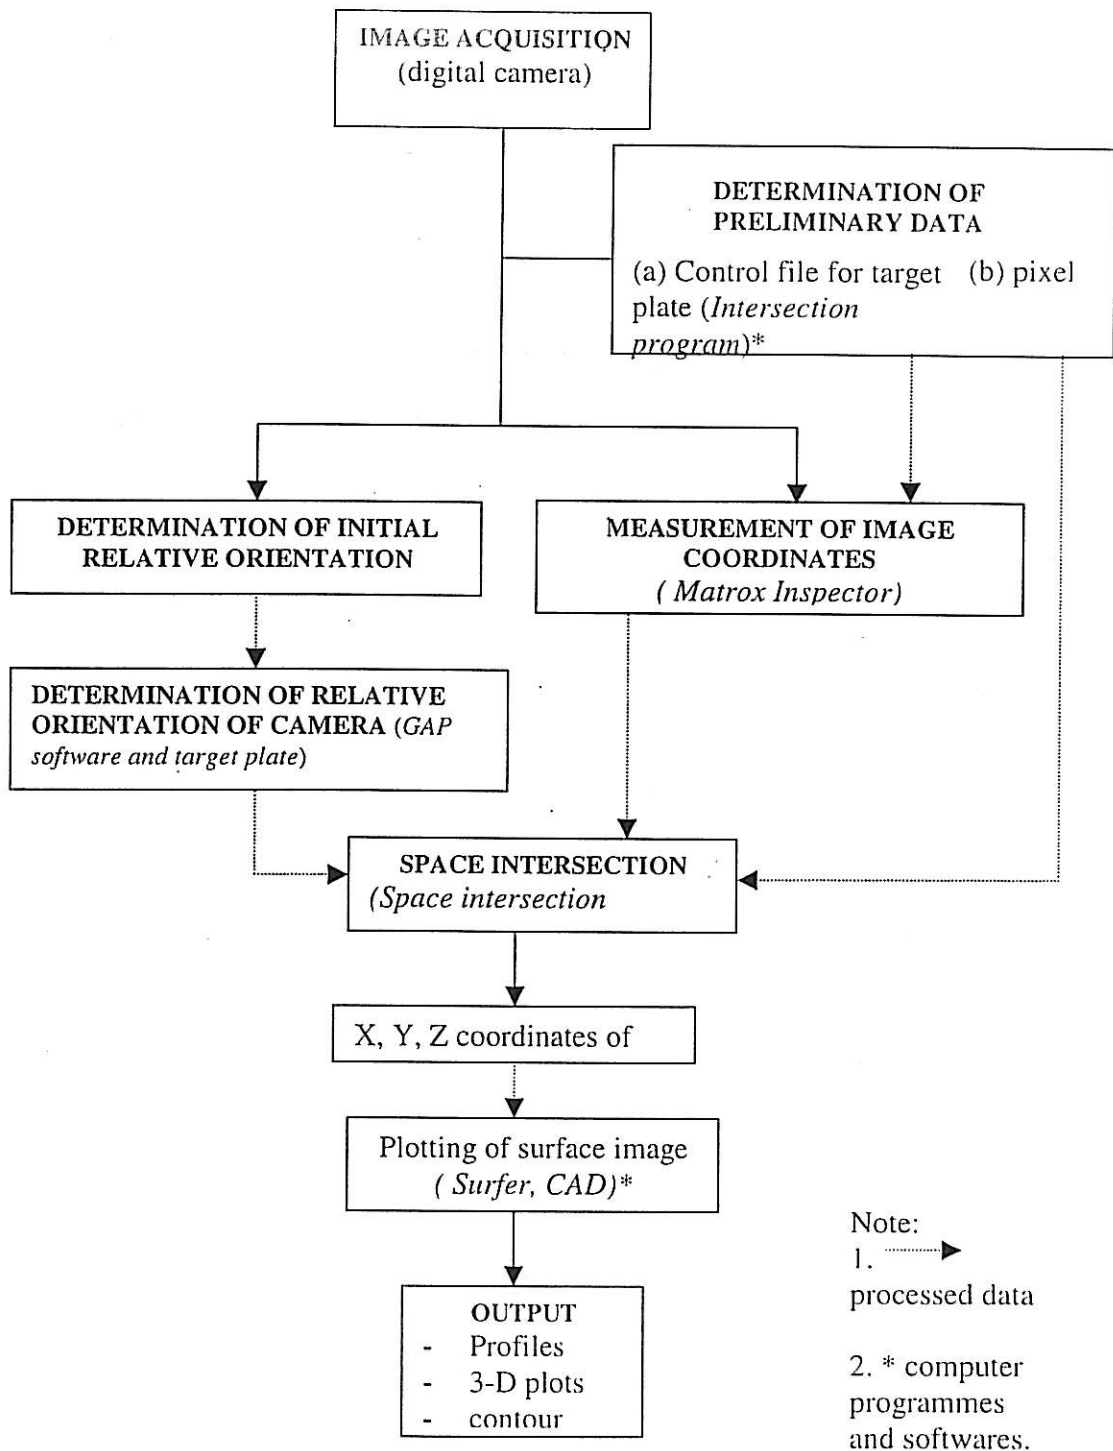 IMAGE ACQUISITION
(digital camera)
DETERMINATION OF
PRELIMINARY DATA
(a) Control file for target (b) pixel
plate (Intersection
program)*
DETERMINATION OF INITIAL
RELATIVE ORIENTATION
MEASUREMENT OF IMAGE
COORDINATES
( Matrox Inspector)
DETERMINATION OF RELATIVE
ORIENTATION OF CAMERA (GAP
software and target plate)
SPACE INTERSECTION
(Space intersection
X, Y, Z coordinates of
Plotting of surface image
( Surfer, CAD)*
OUTPUT
- Profiles
- 3-D plots
- contour
Note:
1.
processed data
2. * computer
programmes
and softwares.